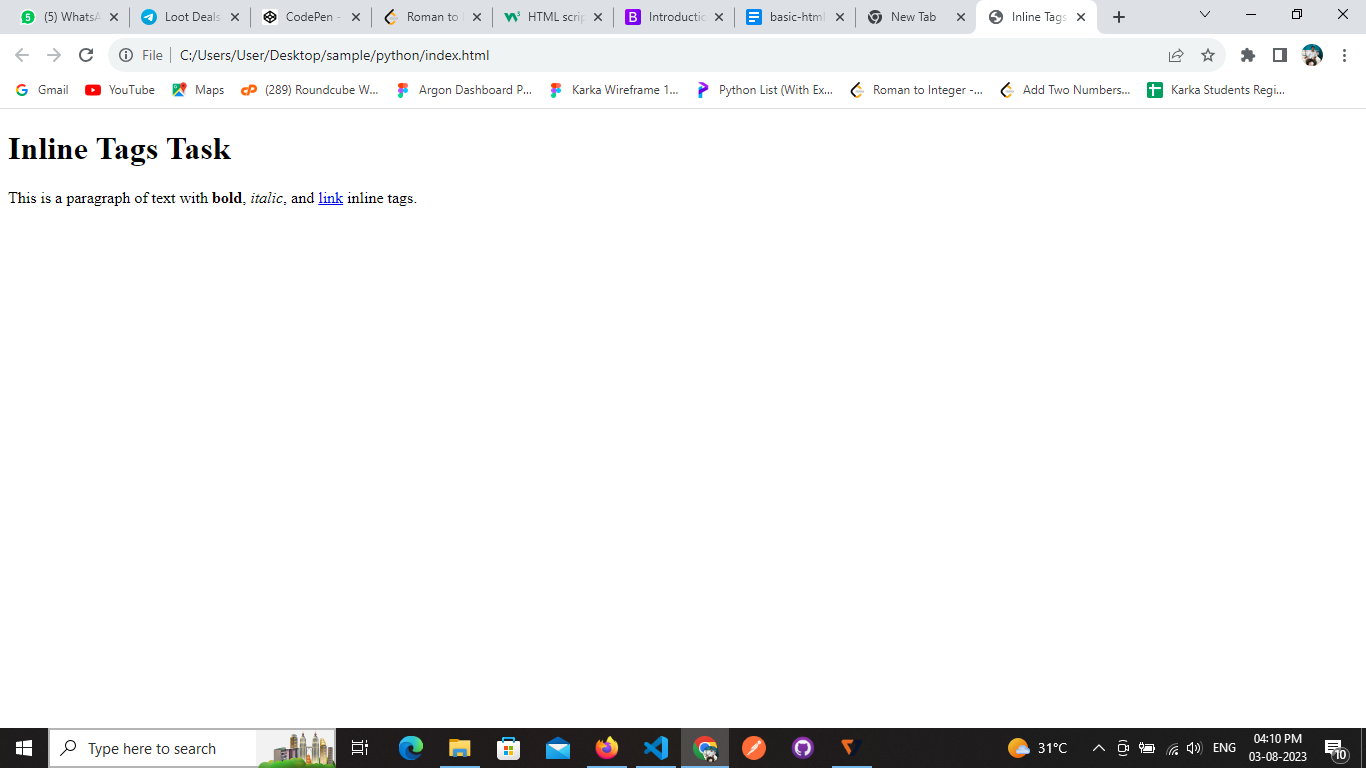 (5) WhatsA
Loot Deals
CodePen -
Roman to I
HTML scrip
Introductic
basic-html
New Tab
Inline Tags
File
C:/Users/User/Desktop/sample/python/index.html
Gmail
YouTube
Maps
(289) Roundcube W...
Argon Dashboard P...
Karka Wireframe 1...
Python List (With Ex...
Roman to Integer -...
Add Two Numbers...
Karka Students Regi...
Inline Tags Task
This is a paragraph of text with bold, italic, and link inline tags.
Type here to search
31°C
ENG
04:10 PM
03-08-2023
10